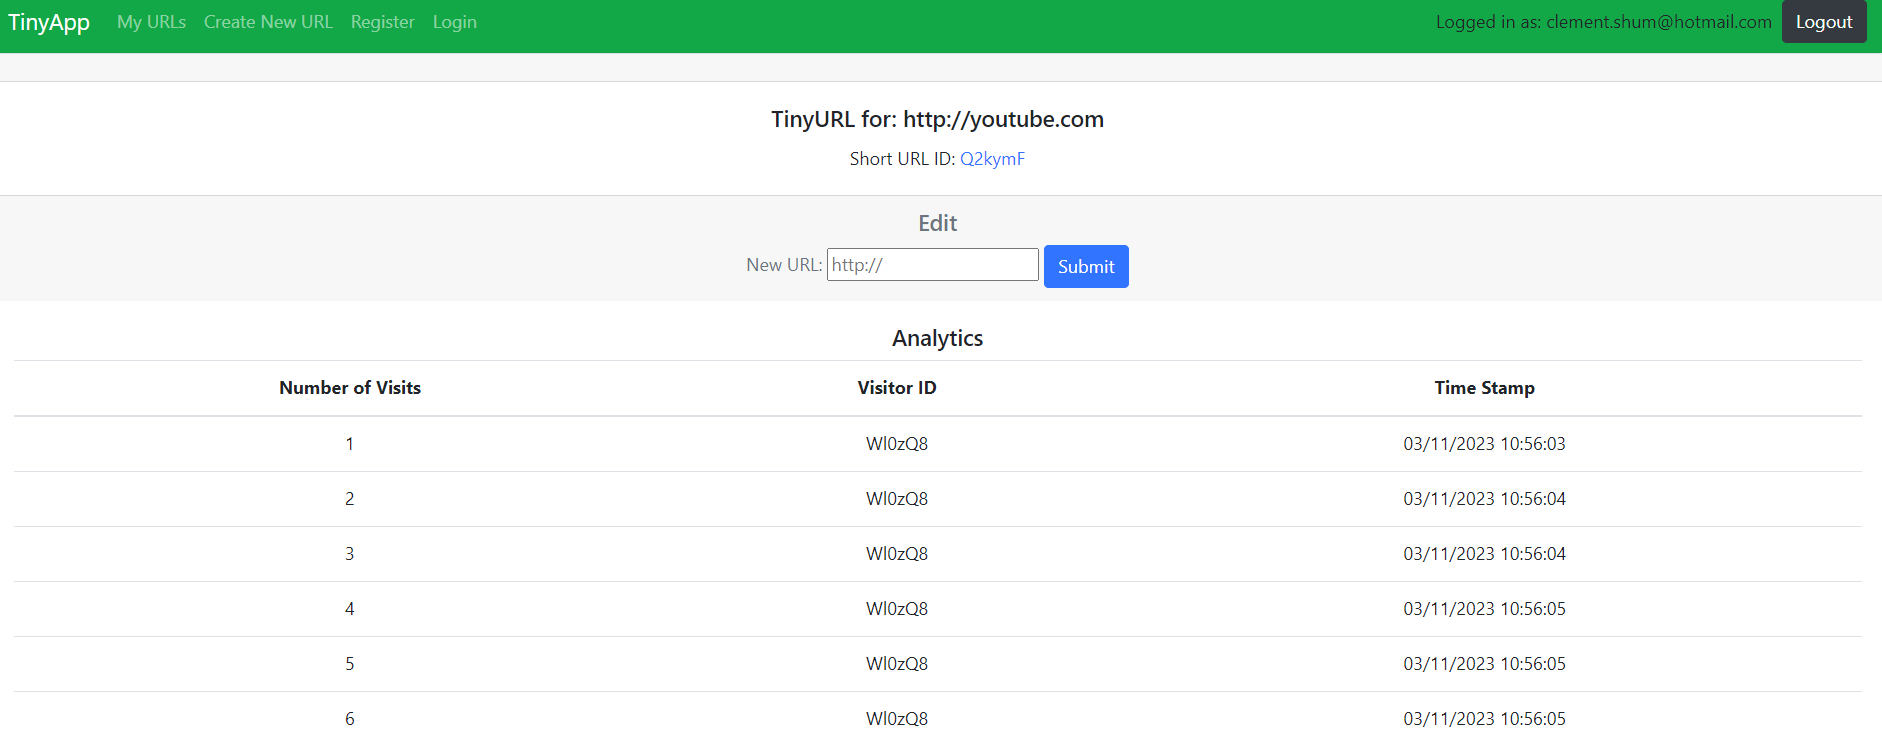 TinyApp My URLs Create New URL Register Login Logged in as: clement.shum@hotmail.com Logout
TinyURL for: http://youtube.com
Short URL ID: Q2kymF
Edit
New URL: http:// Submit
Analytics
Number of Visits Visitor ID Time Stamp
1 Wl0zQ8 03/11/2023 10:56:03
2 Wl0zQ8 03/11/2023 10:56:04
3 Wl0zQ8 03/11/2023 10:56:04
4 Wl0zQ8 03/11/2023 10:56:05
5 Wl0zQ8 03/11/2023 10:56:05
6 Wl0zQ8 03/11/2023 10:56:05